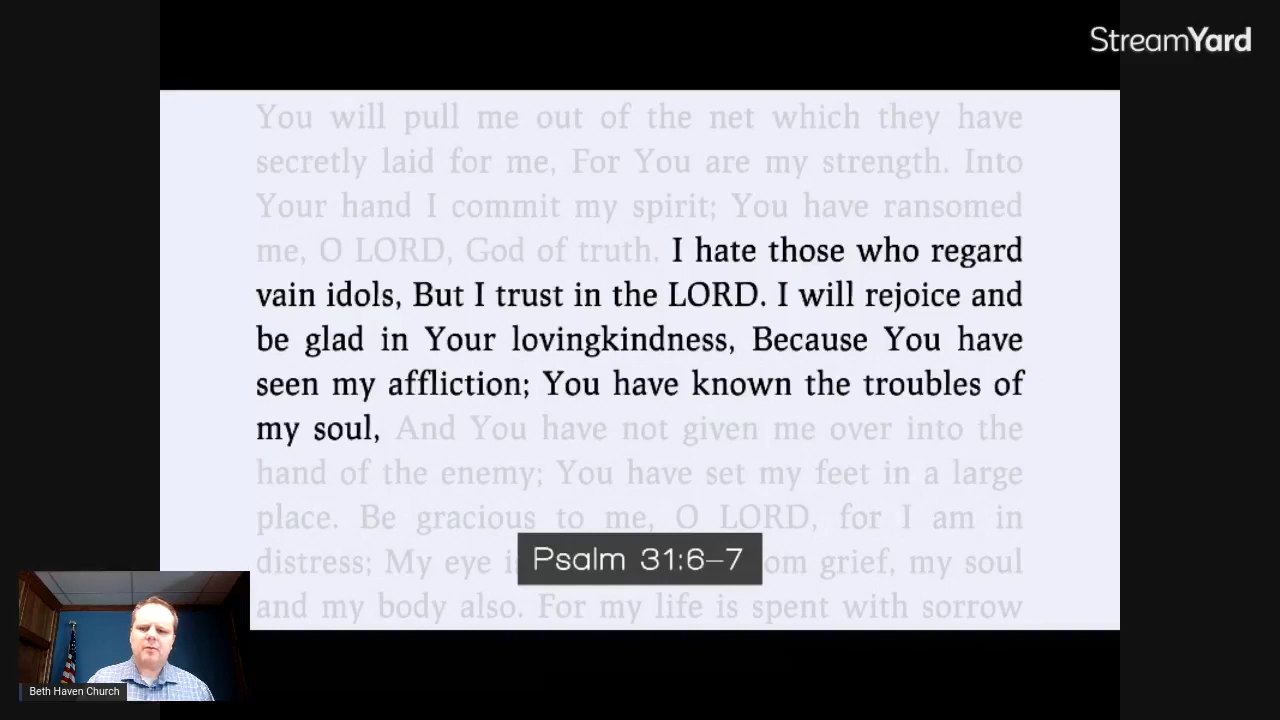 StreamYard
You will pull me out of the net which they have
secretly laid for me, For You are my strength. Into
Your hand I commit my spirit; You have ransomed
me, O LORD, God of truth. I hate those who regard
vain idols, But I trust in the LORD. I will rejoice and
be glad in Your lovingkindness, Because You have
seen my affliction; You have known the troubles of
my soul, And You have not given me over into the
hand of the enemy; You have set my feet in a large
place. Be gracious to me, O LORD, for I am in
distress; My eye grief, my soul
Psalm 31:6–7
and my body also. For my life is spent with sorrow
Beth Haven Church